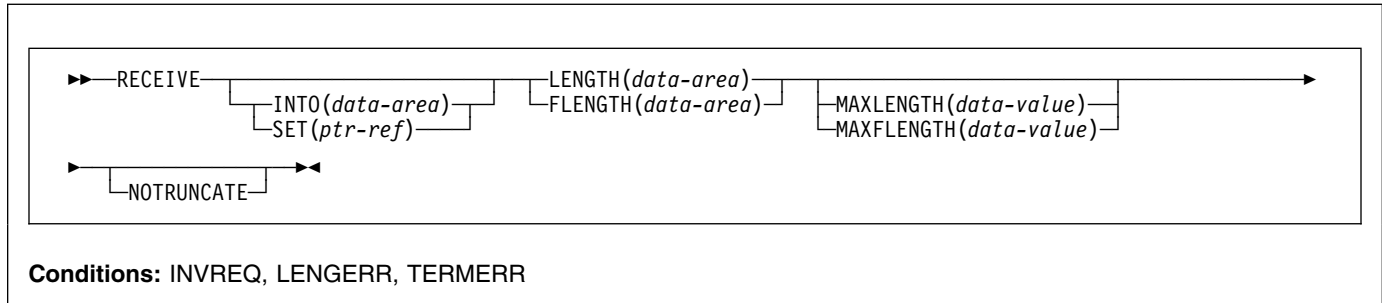 RECEIVE LENGTH(data-area)
INTO(data-area) FLENGTH(data-area) MAXLENGTH(data-value)
SET(ptr-ref) MAXFLENGTH(data-value)
NOTRUNCATE
Conditions: INVREQ, LENGERR, TERMERR